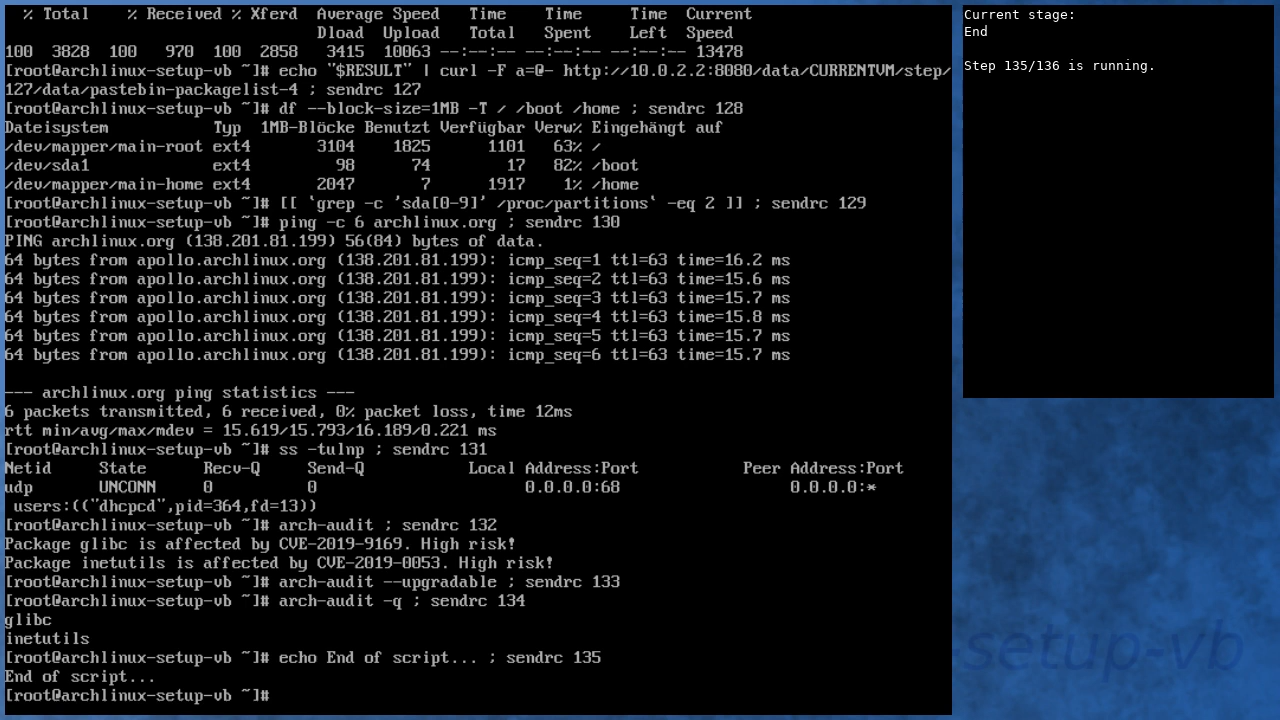 % Total    % Received % Xferd  Average Speed   Time    Time     Time  Current
                                 Dload  Upload   Total   Spent    Left  Speed
100  3828  100   970  100  2858   3415  10063 --:--:-- --:--:-- --:--:-- 13478
[root@archlinux-setup-vb ~]# echo "$RESULT" | curl -F a=@- http://10.0.2.2:8080/data/CURRENTVM/step/
127/data/pastebin-packagelist-4 ; sendrc 127
[root@archlinux-setup-vb ~]# df --block-size=1MB -T / /boot /home ; sendrc 128
Dateisystem           Typ  1MB-Blöcke Benutzt Verfügbar Verw% Eingehängt auf
/dev/mapper/main-root ext4       3104    1825      1101   63% /
/dev/sda1             ext4         98      74        17   82% /boot
/dev/mapper/main-home ext4       2047       7      1917    1% /home
[root@archlinux-setup-vb ~]# [[ `grep -c 'sda[0-9]' /proc/partitions` -eq 2 ]] ; sendrc 129
[root@archlinux-setup-vb ~]# ping -c 6 archlinux.org ; sendrc 130
PING archlinux.org (138.201.81.199) 56(84) bytes of data.
64 bytes from apollo.archlinux.org (138.201.81.199): icmp_seq=1 ttl=63 time=16.2 ms
64 bytes from apollo.archlinux.org (138.201.81.199): icmp_seq=2 ttl=63 time=15.6 ms
64 bytes from apollo.archlinux.org (138.201.81.199): icmp_seq=3 ttl=63 time=15.7 ms
64 bytes from apollo.archlinux.org (138.201.81.199): icmp_seq=4 ttl=63 time=15.8 ms
64 bytes from apollo.archlinux.org (138.201.81.199): icmp_seq=5 ttl=63 time=15.7 ms
64 bytes from apollo.archlinux.org (138.201.81.199): icmp_seq=6 ttl=63 time=15.7 ms

--- archlinux.org ping statistics ---
6 packets transmitted, 6 received, 0% packet loss, time 12ms
rtt min/avg/max/mdev = 15.619/15.793/16.189/0.221 ms
[root@archlinux-setup-vb ~]# ss -tulnp ; sendrc 131
Netid     State      Recv-Q     Send-Q           Local Address:Port           Peer Address:Port
udp       UNCONN     0          0                      0.0.0.0:68                  0.0.0.0:*
 users:(("dhcpcd",pid=364,fd=13))
[root@archlinux-setup-vb ~]# arch-audit ; sendrc 132
Package glibc is affected by CVE-2019-9169. High risk!
Package inetutils is affected by CVE-2019-0053. High risk!
[root@archlinux-setup-vb ~]# arch-audit --upgradable ; sendrc 133
[root@archlinux-setup-vb ~]# arch-audit -q ; sendrc 134
glibc
inetutils
[root@archlinux-setup-vb ~]# echo End of script... ; sendrc 135
End of script...
[root@archlinux-setup-vb ~]#
Current stage:
End

Step 135/136 is running.
-setup-vb